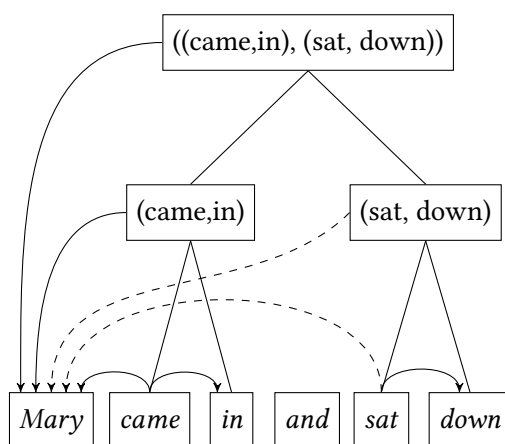 ((came,in), (sat, down))
(came,in) (sat, down)
Mary came in and sat down